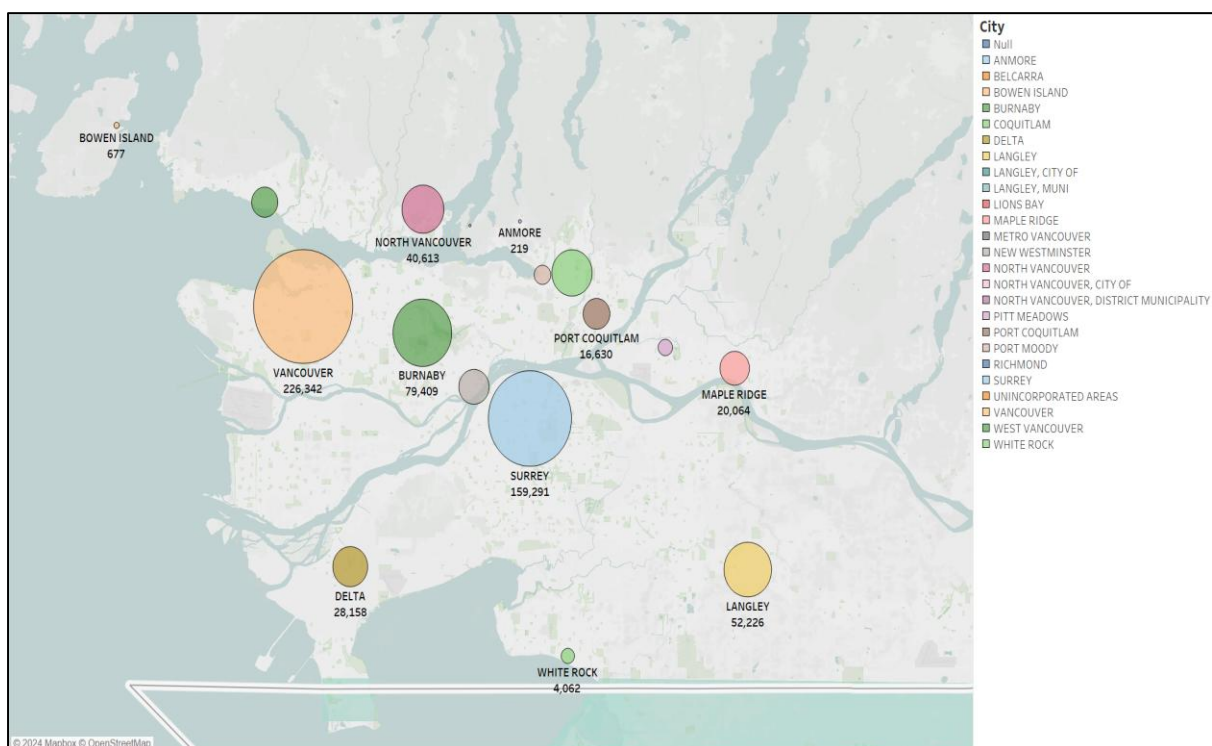 BOWEN ISLAND
677
NORTH VANCOUVER
40,613
ANMORE
219
VANCOUVER
226,342
BURNABY
79,409
PORT COQUITLAM
16,630
MAPLE RIDGE
20,064
SURREY
159,291
DELTA
28,158
LANGLEY
52,226
WHITE ROCK
4,062
© 2024 Mapbox © OpenStreetMap
City
Null
ANMORE
BELCARRA
BOWEN ISLAND
BURNABY
COQUITLAM
DELTA
LANGLEY
LANGLEY, CITY OF
LANGLEY, MUNI
LIONS BAY
MAPLE RIDGE
METRO VANCOUVER
NEW WESTMINSTER
NORTH VANCOUVER
NORTH VANCOUVER, CITY OF
NORTH VANCOUVER, DISTRICT MUNICIPALITY
PITT MEADOWS
PORT COQUITLAM
PORT MOODY
RICHMOND
SURREY
UNINCORPORATED AREAS
VANCOUVER
WEST VANCOUVER
WHITE ROCK